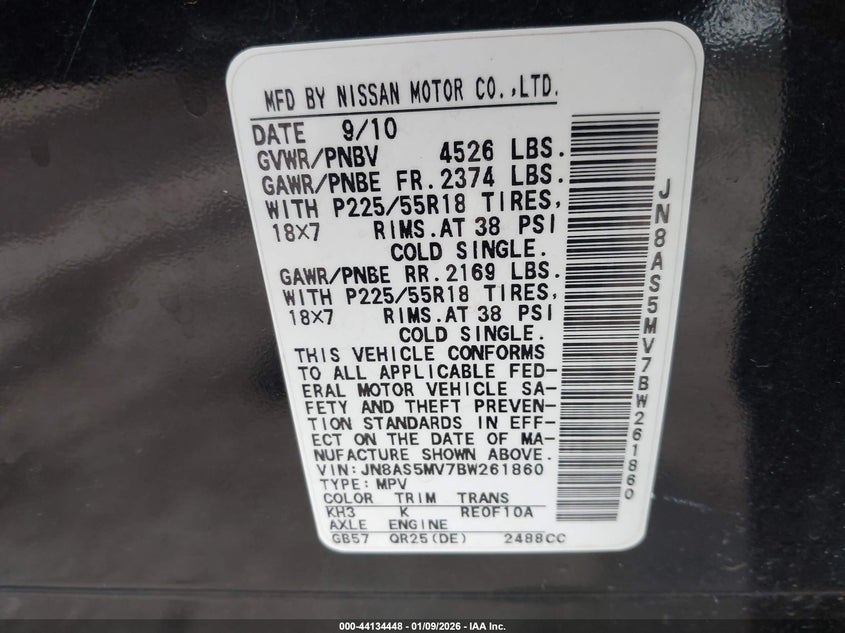 MFD BY NISSAN MOTOR CO.,LTD.
DATE 9/10
GVWR/PNBV 4526 LBS.
GAWR/PNBE FR. 2374 LBS.
WITH P225/55R18 TIRES,
18X7 RIMS.AT 38 PSI
COLD SINGLE.
GAWR/PNBE RR. 2169 LBS.
WITH P225/55R18 TIRES,
18X7 RIMS.AT 38 PSI
COLD SINGLE.
THIS VEHICLE CONFORMS
TO ALL APPLICABLE FED-
ERAL MOTOR VEHICLE SA-
FETY AND THEFT PREVEN-
TION STANDARDS IN EFF-
ECT ON THE DATE OF MA-
NUFACTURE SHOWN ABOVE.
VIN: JN8AS5MV7BW261860
TYPE: MPV
COLOR TRIM TRANS
KH3 K RE0F10A
AXLE ENGINE
GB57 QR25(DE) 2488CC
JN8AS5MV7BW261860
000-44134448 - 01/09/2026 - IAA Inc.